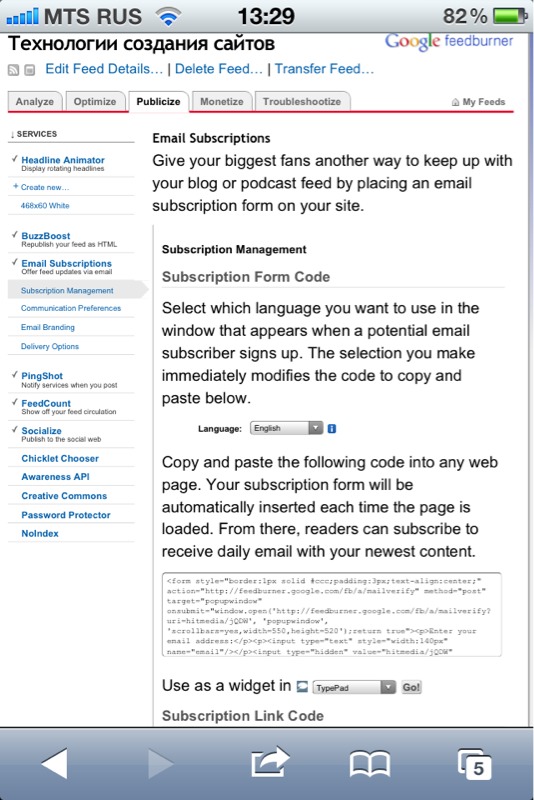 MTS RUS 13:29 82%
Технологии создания сайтов
Google feedburner
Edit Feed Details… | Delete Feed… | Transfer Feed…
Analyze Optimize Publicize Monetize Troubleshootize My Feeds
↓ SERVICES
✓ Headline Animator
Display rotating headlines
+ Create new…
468x60 White
✓ BuzzBoost
Republish your feed as HTML
✓ Email Subscriptions
Offer feed updates via email
Subscription Management
Communication Preferences
Email Branding
Delivery Options
✓ PingShot
Notify services when you post
✓ FeedCount
Show off your feed circulation
✓ Socialize
Publish to the social web
Chicklet Chooser
Awareness API
Creative Commons
Password Protector
NoIndex
Email Subscriptions
Give your biggest fans another way to keep up with
your blog or podcast feed by placing an email
subscription form on your site.
Subscription Management
Subscription Form Code
Select which language you want to use in the
window that appears when a potential email
subscriber signs up. The selection you make
immediately modifies the code to copy and
paste below.
Language: English
Copy and paste the following code into any web
page. Your subscription form will be
automatically inserted each time the page is
loaded. From there, readers can subscribe to
receive daily email with your newest content.
<form style="border:1px solid #ccc;padding:3px;text-align:center;"
action="http://feedburner.google.com/fb/a/mailverify" method="post"
target="popupwindow"
onsubmit="window.open('http://feedburner.google.com/fb/a/mailverify?
uri=hitmedia/jQDW', 'popupwindow',
'scrollbars=yes,width=550,height=520');return true"><p>Enter your
email address:</p><p><input type="text" style="width:140px"
name="email"/></p><input type="hidden" value="hitmedia/jQDW"
Use as a widget in TypePad Go!
Subscription Link Code
5